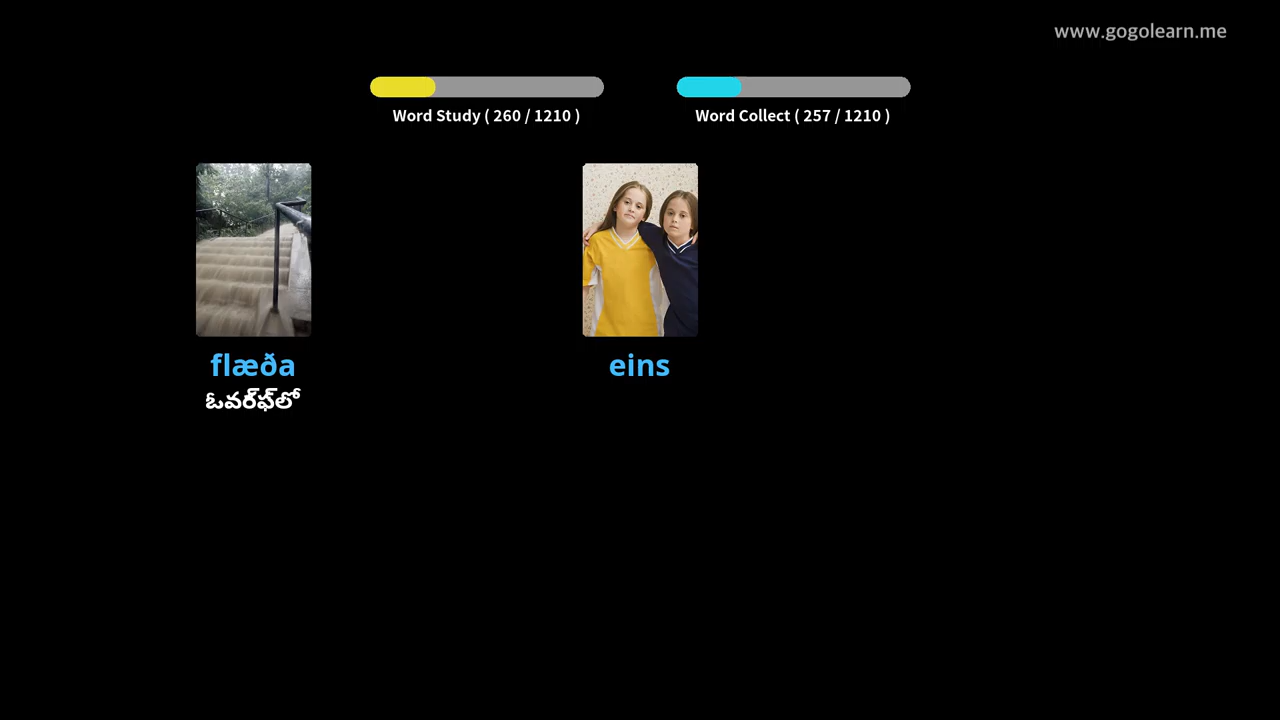 www.gogolearn.me
Word Study ( 260 / 1210 )
Word Collect ( 257 / 1210 )
flæða
eins
ఓవర్ఫ్‌లో